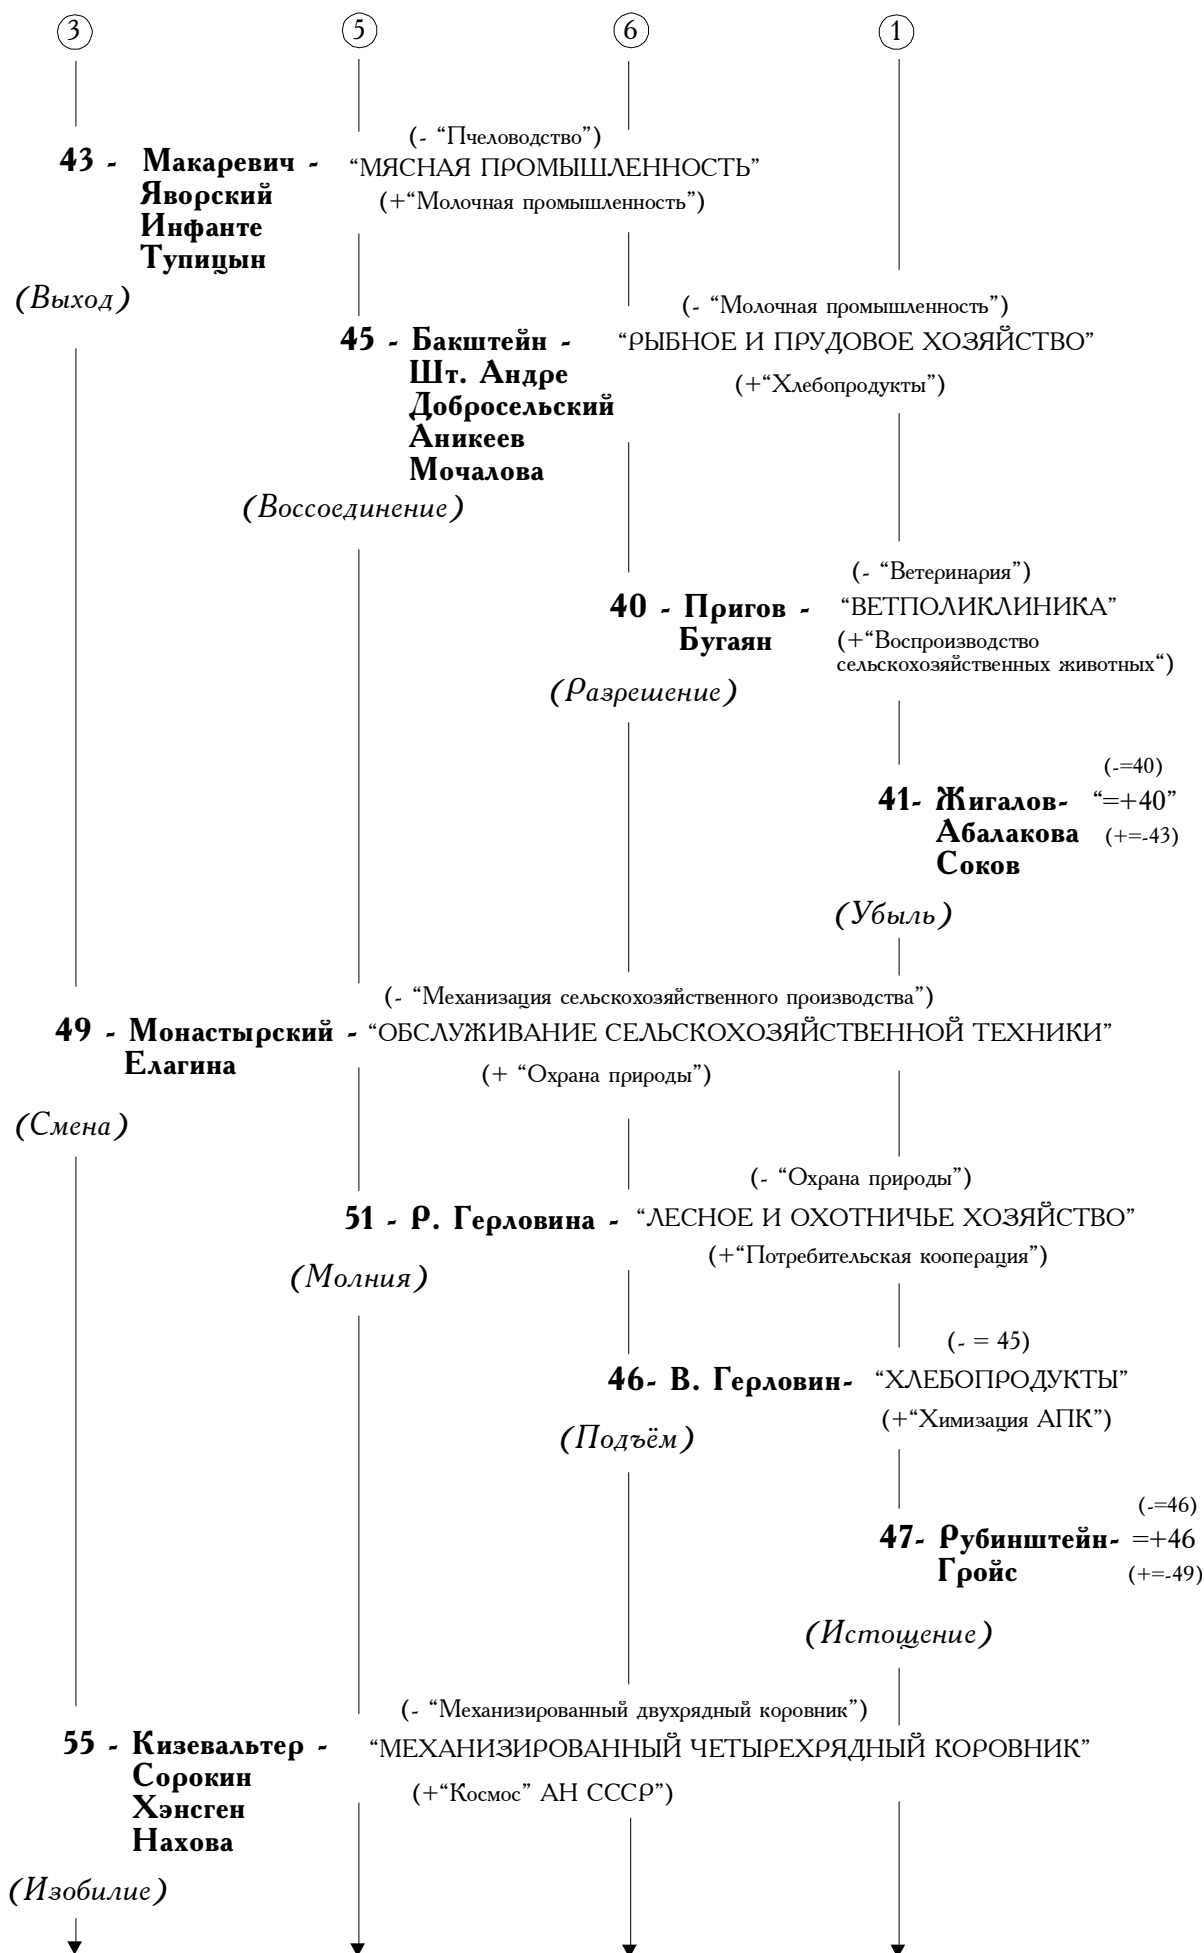 3 5 6 1
(- “Пчеловодство”)
43 - Макаревич - “МЯСНАЯ ПРОМЫШЛЕННОСТЬ”
Яворский (+“Молочная промышленность”)
Инфанте
Тупицын
(Выход)
(- “Молочная промышленность”)
45 - Бакштейн - “РЫБНОЕ И ПРУДОВОЕ ХОЗЯЙСТВО”
Шт. Андре (+“Хлебопродукты”)
Добросельский
Аникеев
Мочалова
(Воссоединение)
(- “Ветеринария”)
40 - Пригов - “ВЕТПОЛИКЛИНИКА”
Бугаян (+“Воспроизводство
сельскохозяйственных животных“)
(Разрешение)
(-=40)
41- Жигалов- “=+40”
Абалакова (+=-43)
Соков
(Убыль)
(- “Механизация сельскохозяйственного производства”)
49 - Монастырский - “ОБСЛУЖИВАНИЕ СЕЛЬСКОХОЗЯЙСТВЕННОЙ ТЕХНИКИ”
Елагина (+ “Охрана природы”)
(Смена)
(- “Охрана природы”)
51 - Р. Герловина - “ЛЕСНОЕ И ОХОТНИЧЬЕ ХОЗЯЙСТВО”
(+“Потребительская кооперация”)
(Молния)
(- = 45)
46- В. Герловин- “ХЛЕБОПРОДУКТЫ”
(+“Химизация АПК”)
(Подъём)
(-=46)
47- Рубинштейн- =+46
Гройс (+=-49)
(Истощение)
(- “Механизированный двухрядный коровник”)
55 - Кизевальтер - “МЕХАНИЗИРОВАННЫЙ ЧЕТЫРЕХРЯДНЫЙ КОРОВНИК”
Сорокин (+“Космос” АН СССР”)
Хэнсген
Нахова
(Изобилие)